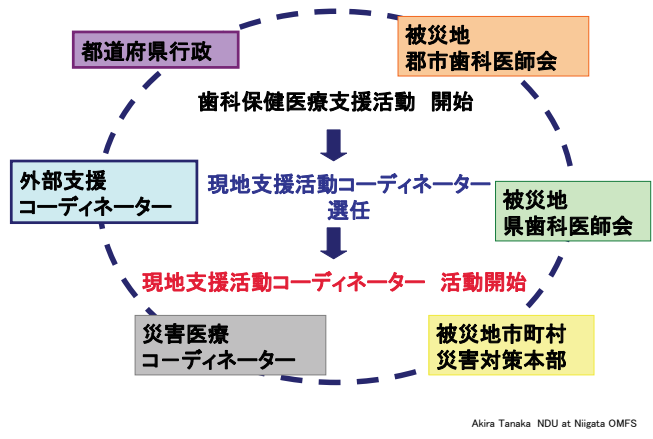 都道府県行政
被災地
郡市歯科医師会
歯科保健医療支援活動 開始
外部支援
コーディネーター
現地支援活動コーディネーター
選任
被災地
県歯科医師会
現地支援活動コーディネーター 活動開始
災害医療
コーディネーター
被災地市町村
災害対策本部
Akira Tanaka NDU at Niigata OMFS